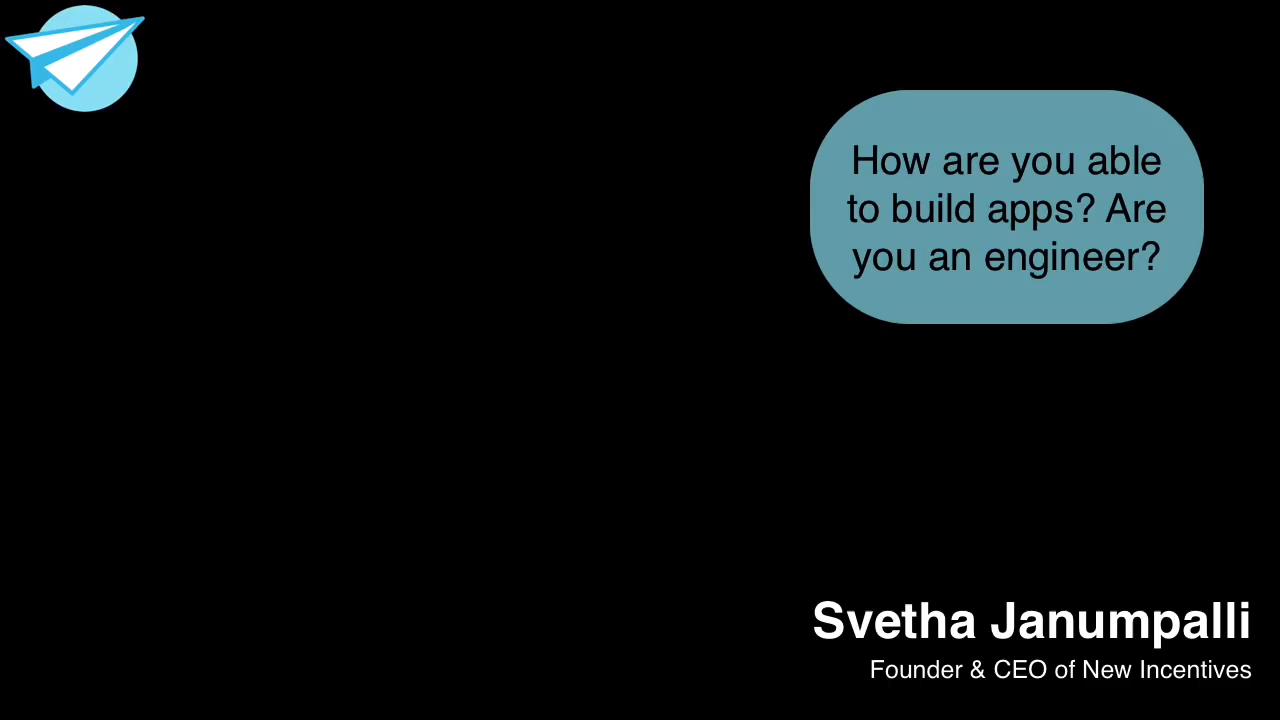 How are you able
to build apps? Are
you an engineer?
Svetha Janumpalli
Founder & CEO of New Incentives